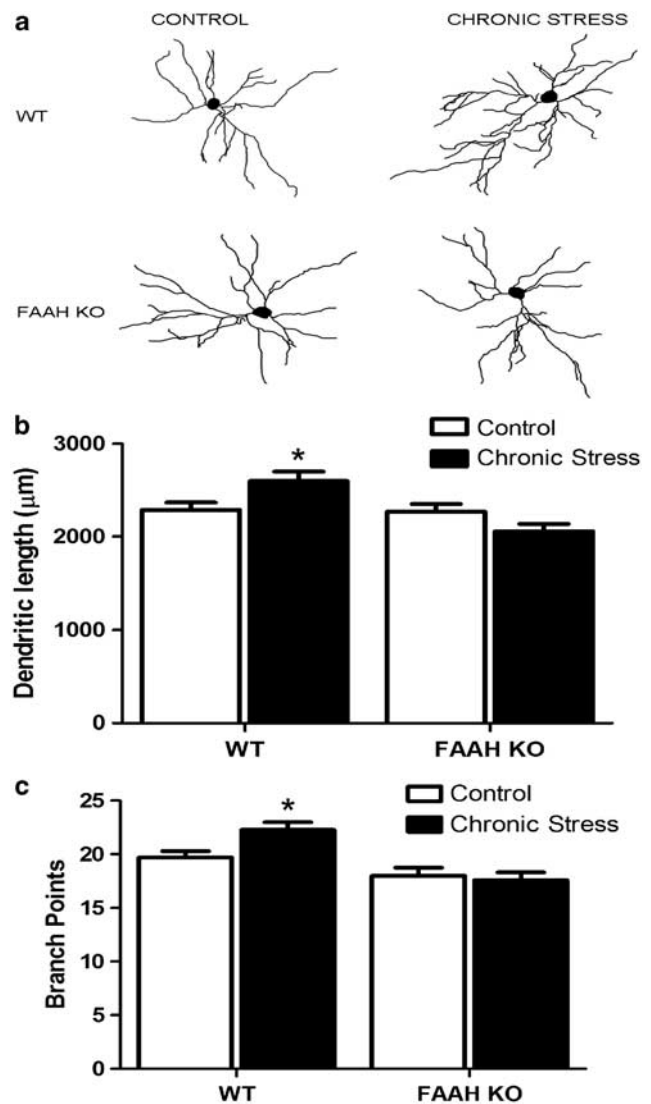 a
CONTROL
CHRONIC STRESS
WT
FAAH KO
b
Control
Chronic Stress
Dendritic length (μm)
3000
2000
1000
0
*
WT
FAAH KO
c
Control
Chronic Stress
Branch Points
25
20
15
10
5
0
*
WT
FAAH KO